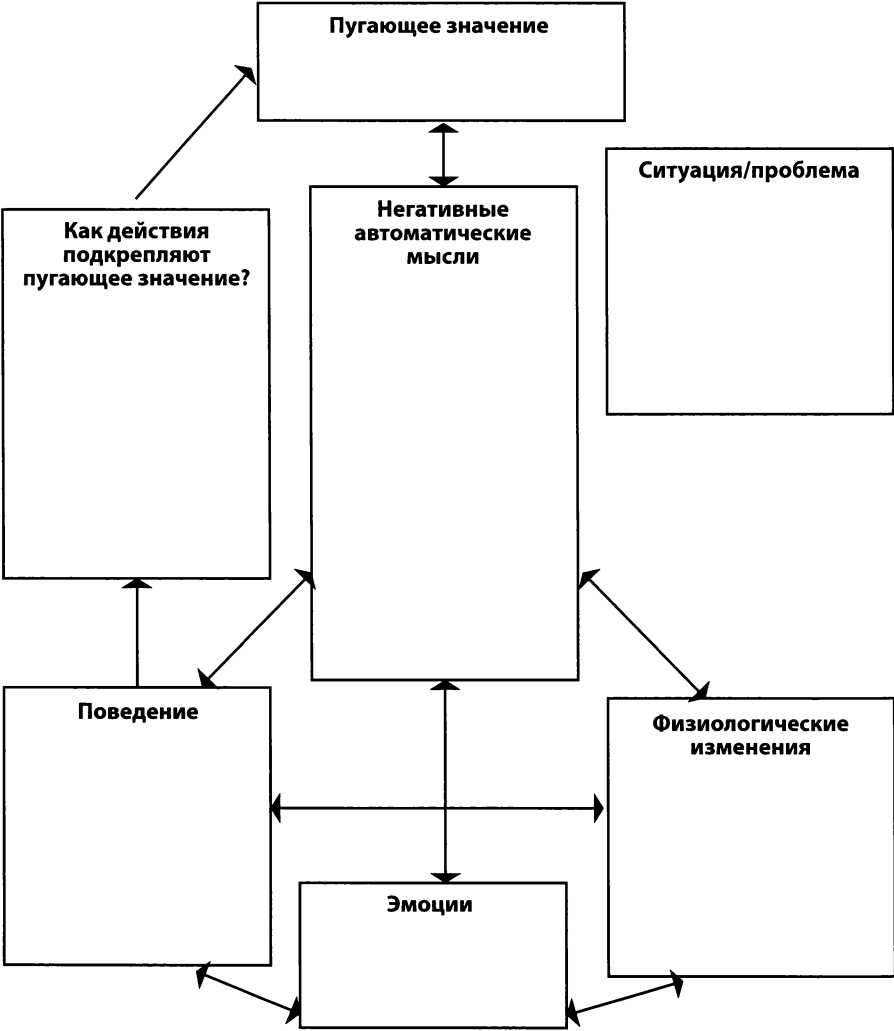 Пугающее значение
Ситуация/проблема
Негативные
автоматические
мысли
Как действия
подкрепляют
пугающее значение?
Поведение
Физиологические
изменения
Эмоции